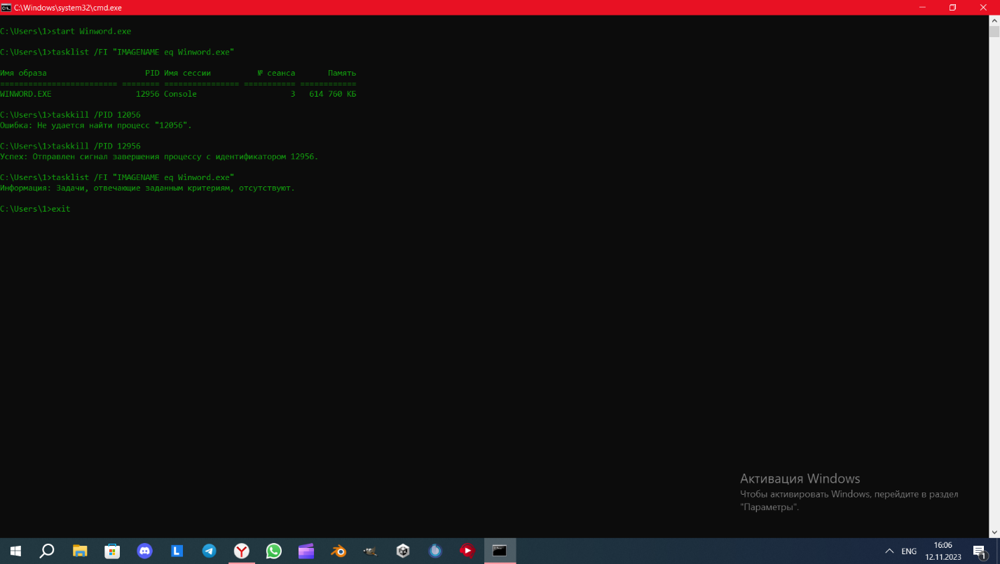 C:\Windows\system32\cmd.exe
C:\Users\1>start Winword.exe
C:\Users\1>tasklist /FI "IMAGENAME eq Winword.exe"
Имя образа                     PID Имя сессии          № сеанса       Память
========================= ======== ================ =========== ============
WINWORD.EXE                  12956 Console                    3   614 760 КБ
C:\Users\1>taskkill /PID 12056
Ошибка: Не удается найти процесс "12056".
C:\Users\1>taskkill /PID 12956
Успех: Отправлен сигнал завершения процессу с идентификатором 12956.
C:\Users\1>tasklist /FI "IMAGENAME eq Winword.exe"
Информация: Задачи, отвечающие заданным критериям, отсутствуют.
C:\Users\1>exit
Активация Windows
Чтобы активировать Windows, перейдите в раздел
"Параметры".
L
ENG
16:06
12.11.2023
1